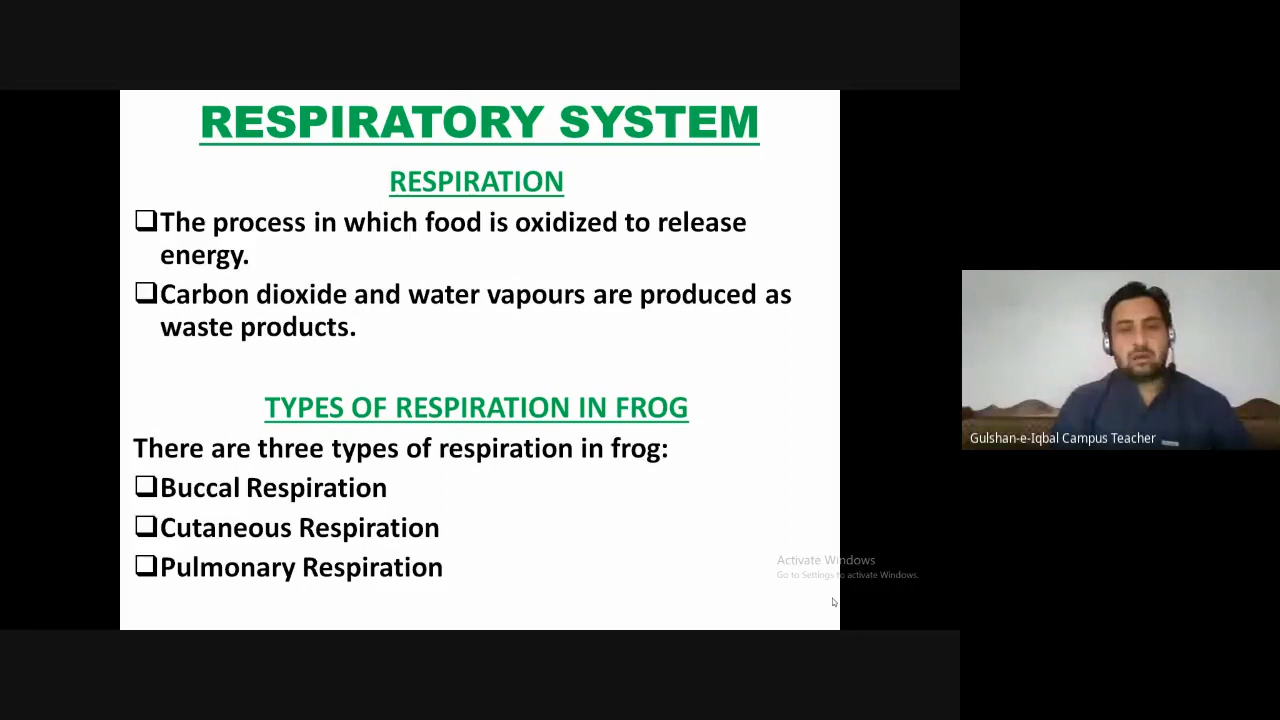 RESPIRATORY SYSTEM
RESPIRATION
❑The process in which food is oxidized to release
energy.
❑Carbon dioxide and water vapours are produced as
waste products.
TYPES OF RESPIRATION IN FROG
There are three types of respiration in frog:
❑Buccal Respiration
❑Cutaneous Respiration
❑Pulmonary Respiration
Activate Windows
Go to Settings to activate Windows.
Gulshan-e-Iqbal Campus Teacher